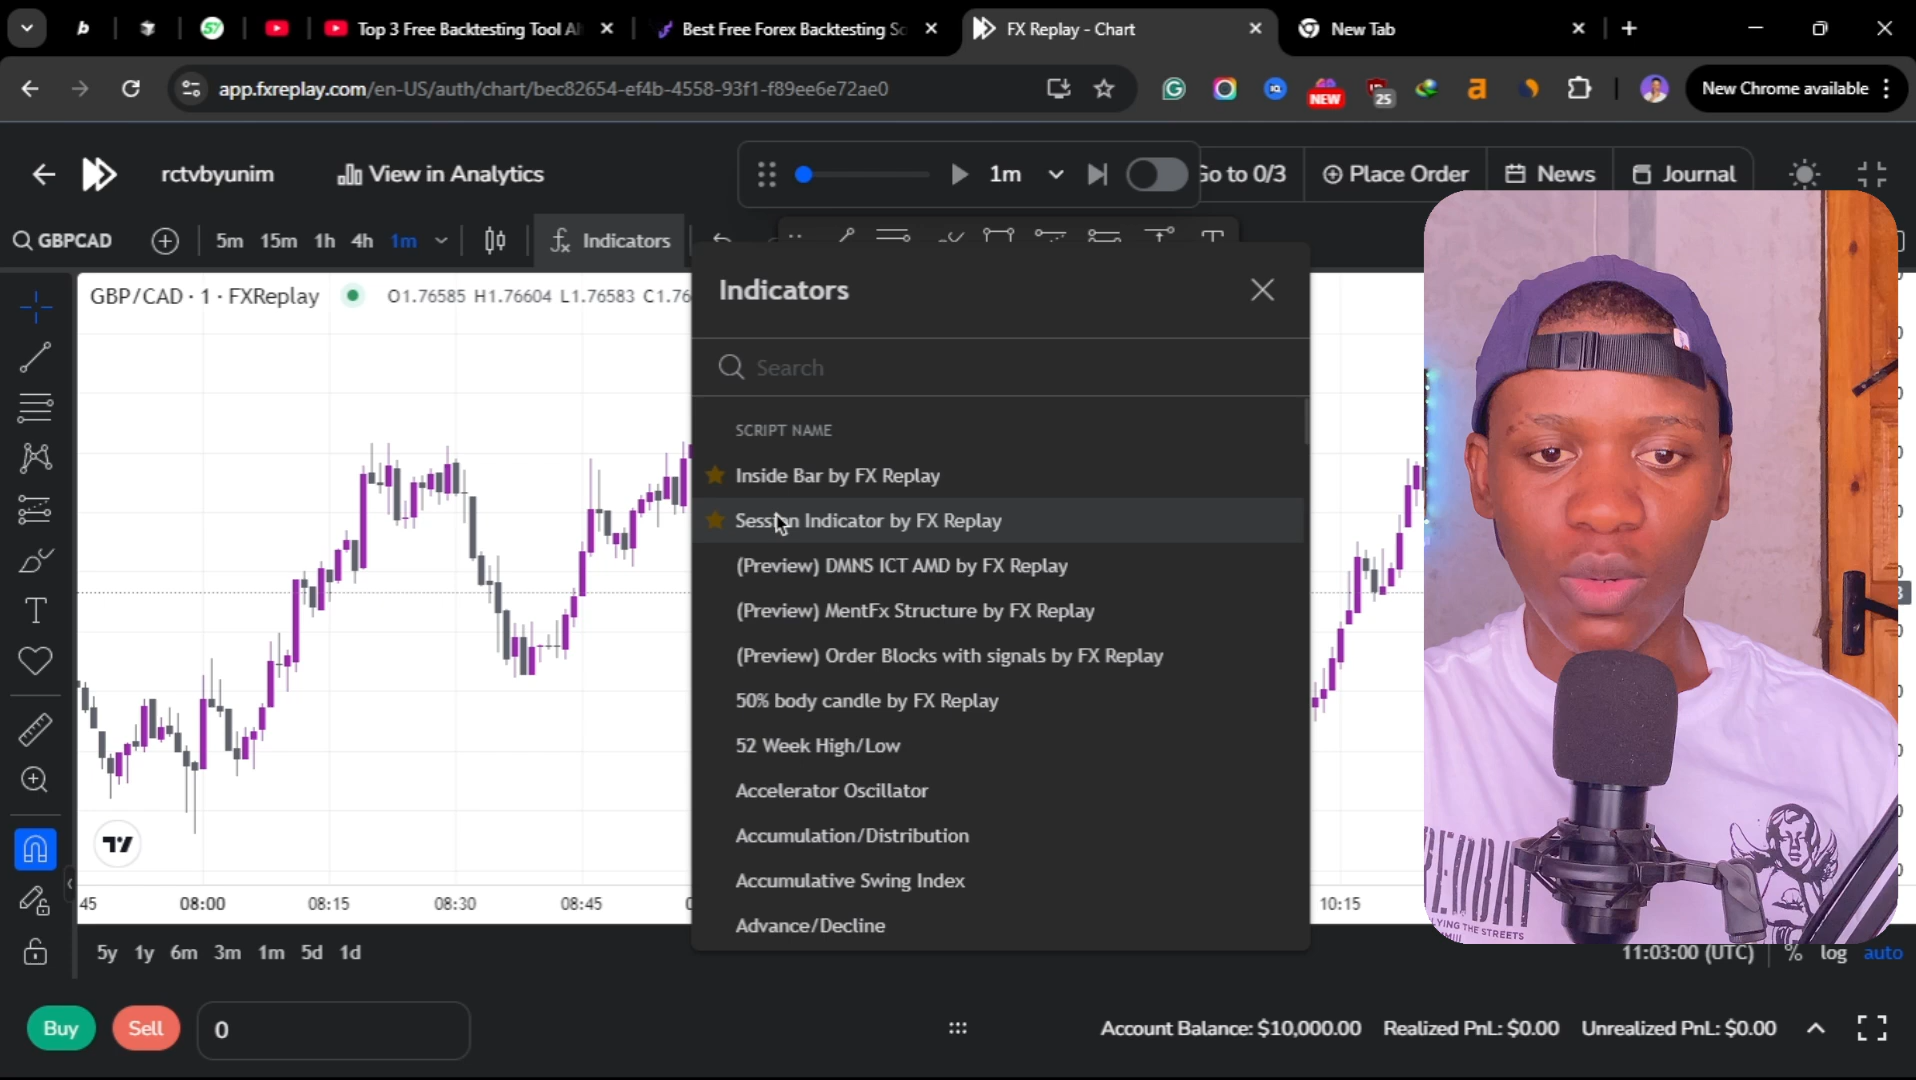 Top 3 Free Backtesting Tool Al
Best Free Forex Backtesting So
FX Replay - Chart
New Tab
app.fxreplay.com/en-US/auth/chart/bec82654-ef4b-4558-93f1-f89ee6e72ae0
NEW
25
New Chrome available
rctvbyunim
View in Analytics
1m
Go to 0/3
Place Order
News
Journal
GBPCAD
5m
15m
1h
4h
1m
Indicators
GBP/CAD · 1 · FXReplay
O1.76585 H1.76604 L1.76583 C1.76
Indicators
Search
SCRIPT NAME
Inside Bar by FX Replay
Session Indicator by FX Replay
(Preview) DMNS ICT AMD by FX Replay
(Preview) MentFx Structure by FX Replay
(Preview) Order Blocks with signals by FX Replay
50% body candle by FX Replay
52 Week High/Low
Accelerator Oscillator
Accumulation/Distribution
Accumulative Swing Index
Advance/Decline
45
08:00
08:15
08:30
08:45
10:15
5y
1y
6m
3m
1m
5d
1d
11:03:00 (UTC)
%
log
auto
Buy
Sell
0
Account Balance: $10,000.00
Realized PnL: $0.00
Unrealized PnL: $0.00